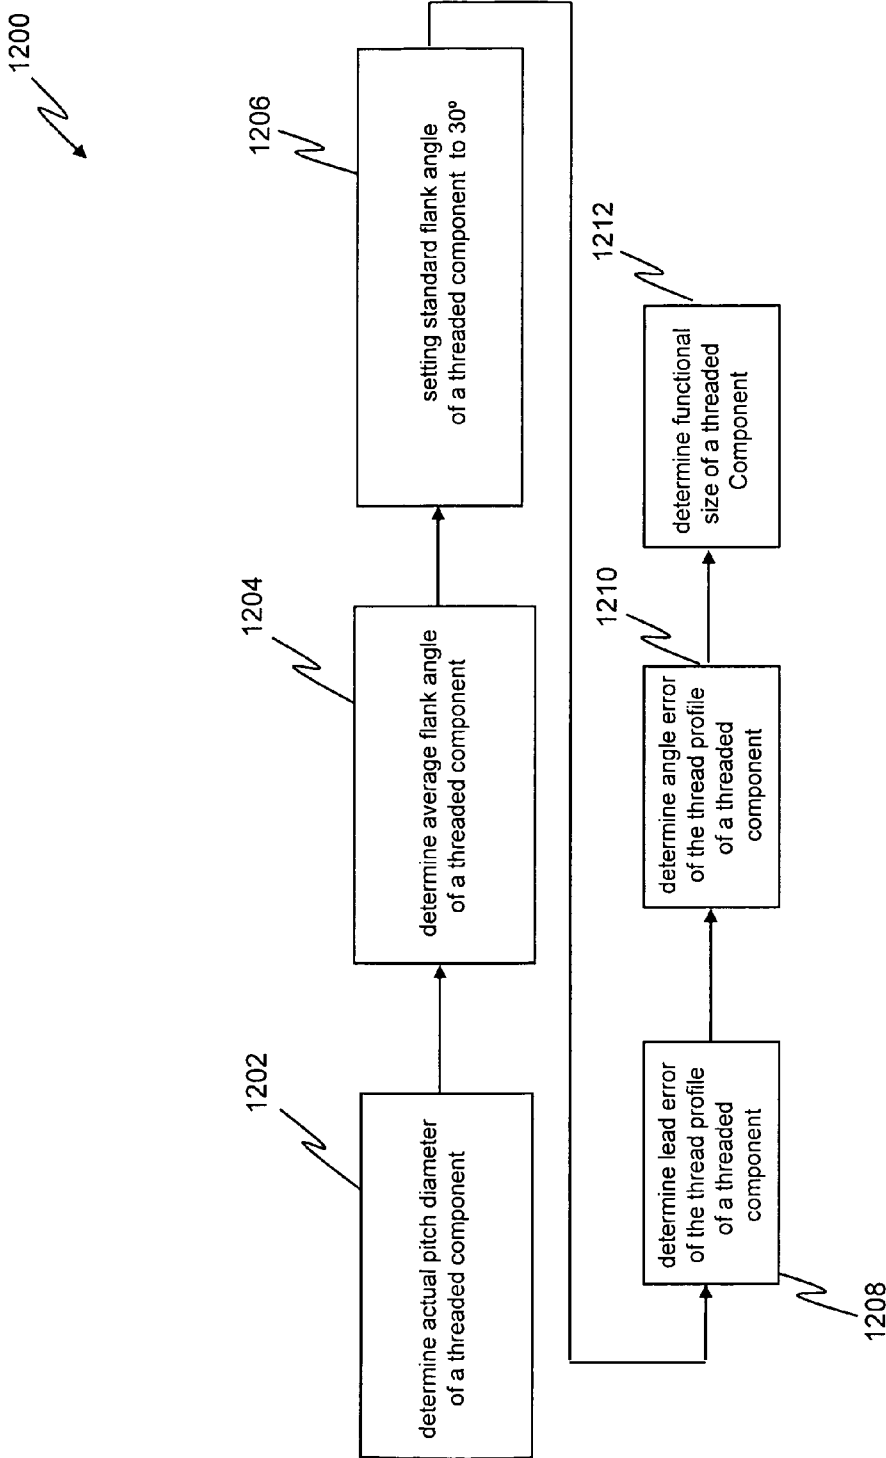 1200
1202
determine actual pitch diameter
of a threaded component
1204
determine average flank angle
of a threaded component
1206
setting standard flank angle
of a threaded component to 30º
1208
determine lead error
of the thread profile
of a threaded
component
1210
determine angle error
of the thread profile
of a threaded
component
1212
determine functional
size of a threaded
Component